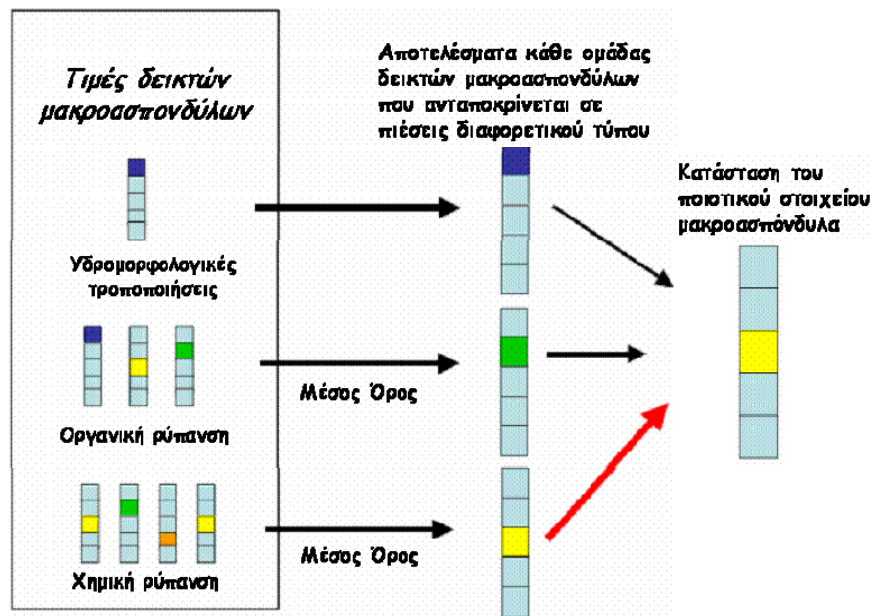 Τιμές δεικτών
μακροασπονδύλων
Υδρομορφολογικές
τροποποιήσεις
Οργανική ρύπανση
Χημική ρύπανση
Μέσος Όρος
Μέσος Όρος
Αποτελέσματα κάθε ομάδας
δεικτών μακροασπονδύλων
που ανταποκρίνεται σε
πιέσεις διαφορετικού τύπου
Κατάσταση του
ποιοτικού στοιχείου
μακροασπόνδυλα